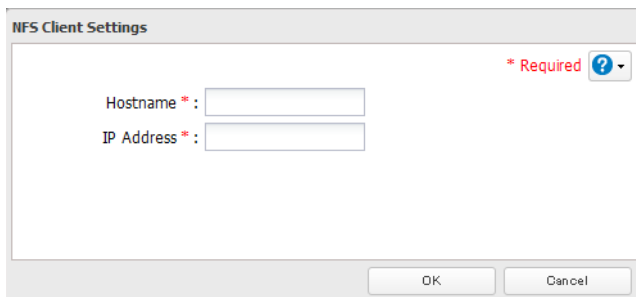 NFS Client Settings
* Required ?
Hostname * :
IP Address * :
OK Cancel